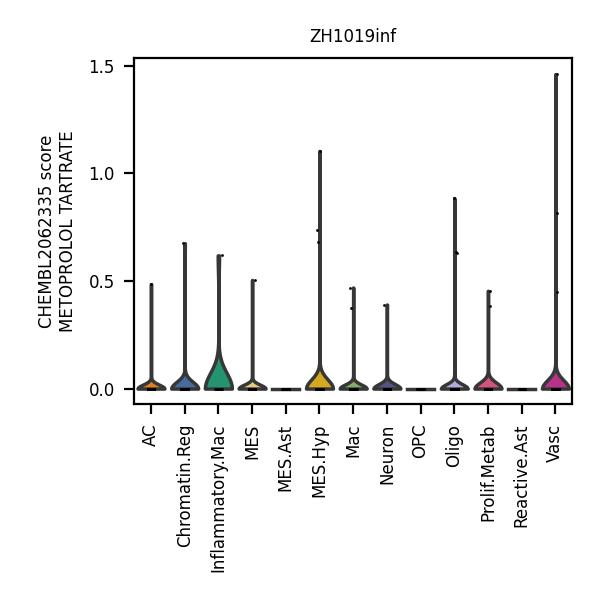 ZH1019inf
CHEMBL2062335 score
METOPROLOL TARTRATE
1.5
1.0
0.5
0.0
AC
Chromatin.Reg
Inflammatory.Mac
MES
MES.Ast
MES.Hyp
Mac
Neuron
OPC
Oligo
Prolif.Metab
Reactive.Ast
Vasc